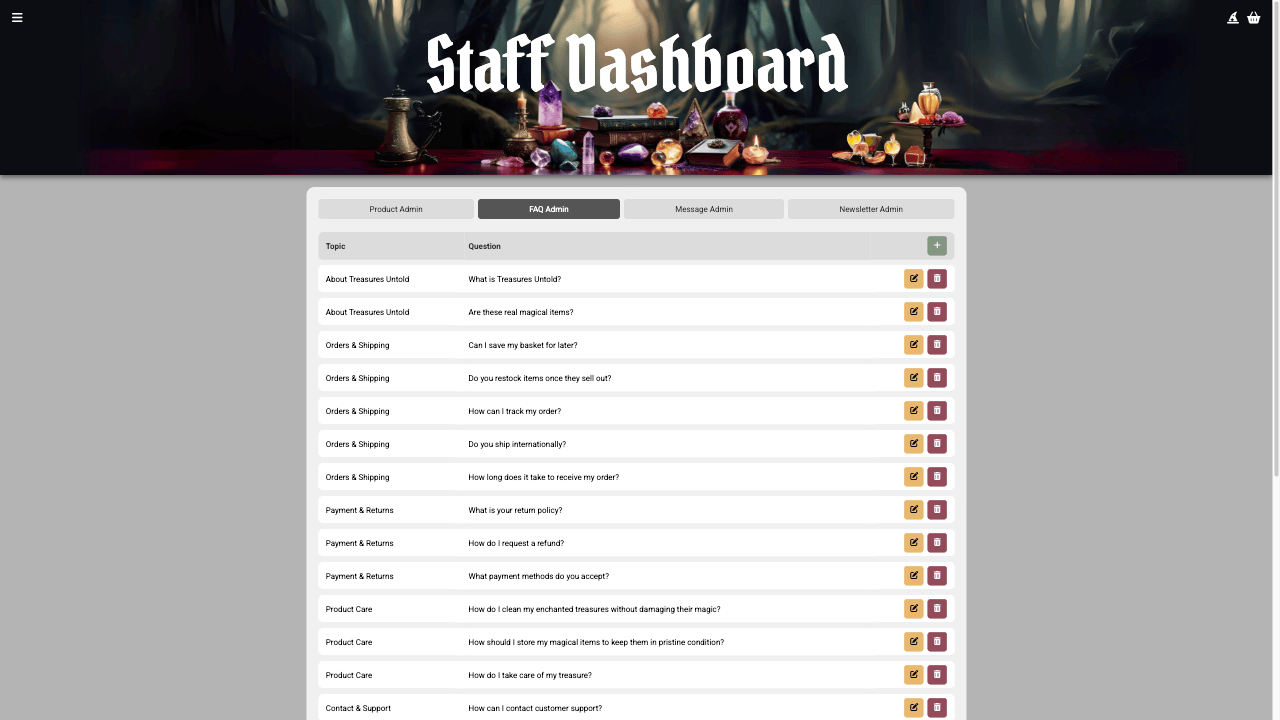 Staff Dashboard
Product Admin FAQ Admin Message Admin Newsletter Admin
Topic Question
About Treasures Untold What is Treasures Untold?
About Treasures Untold Are these real magical items?
Orders & Shipping Can I save my basket for later?
Orders & Shipping Do you restock items once they sell out?
Orders & Shipping How can I track my order?
Orders & Shipping Do you ship internationally?
Orders & Shipping How long does it take to receive my order?
Payment & Returns What is your return policy?
Payment & Returns How do I request a refund?
Payment & Returns What payment methods do you accept?
Product Care How do I clean my enchanted treasures without damaging their magic?
Product Care How should I store my magical items to keep them in pristine condition?
Product Care How do I take care of my treasure?
Contact & Support How can I contact customer support?